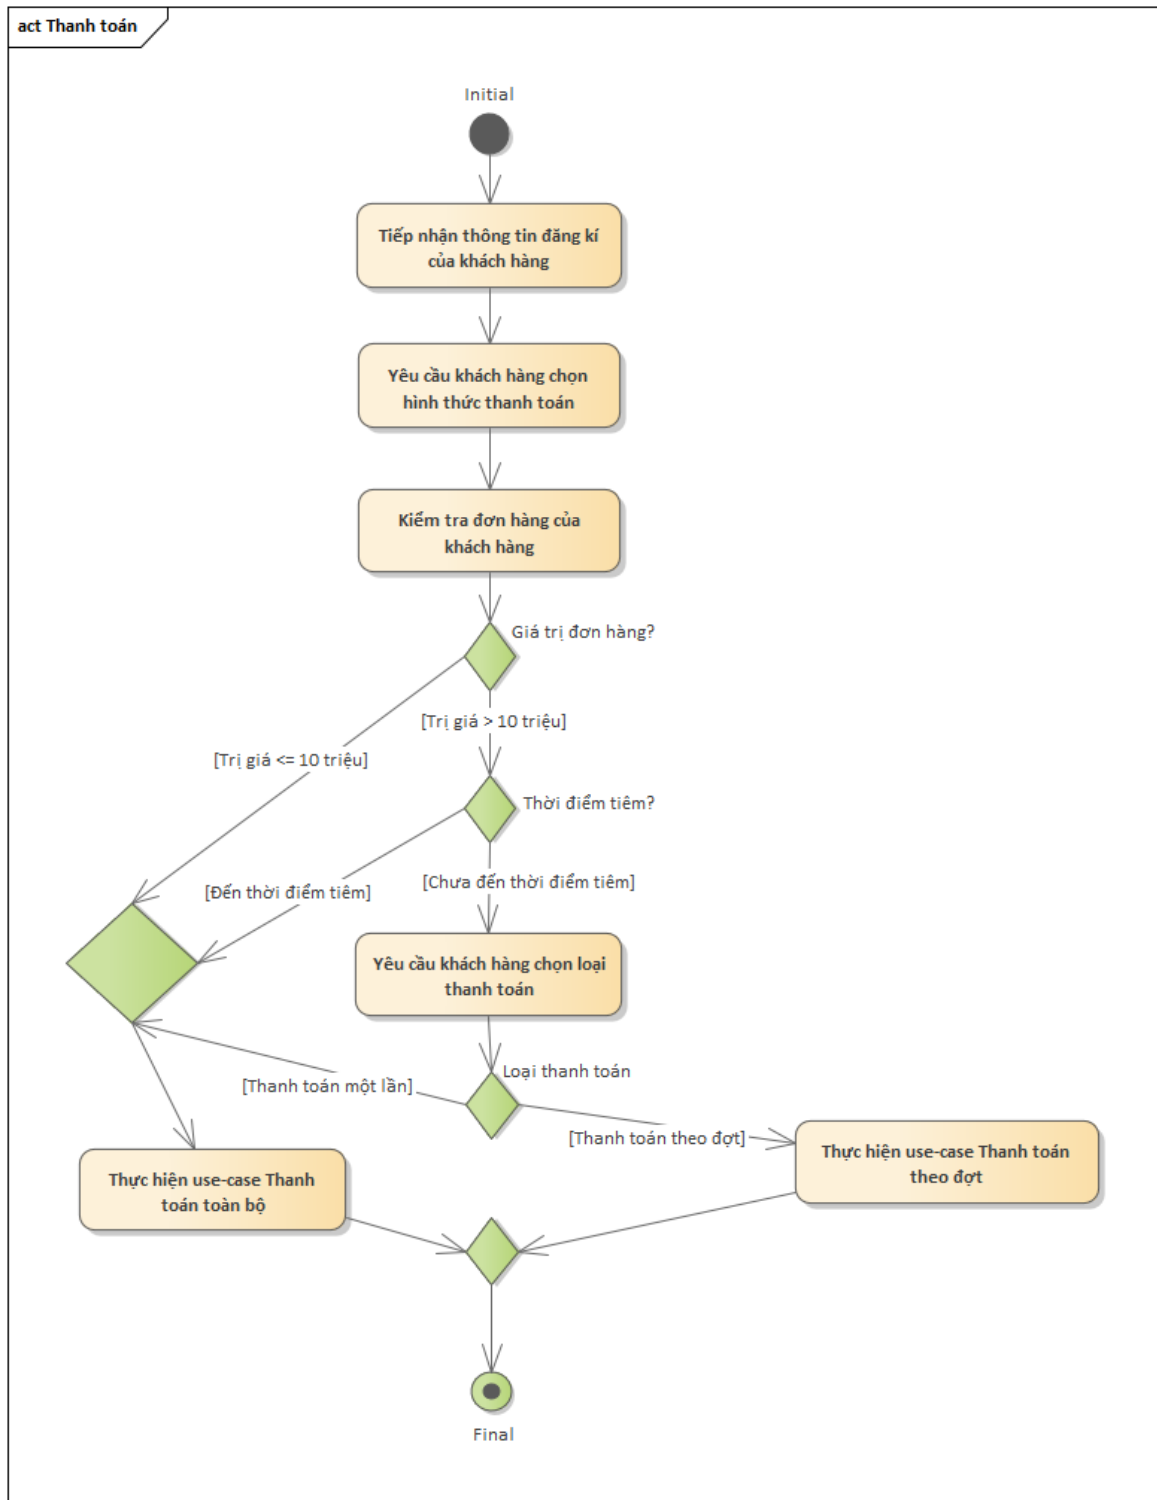 act Thanh toán
Initial
Tiếp nhận thông tin đăng kí
của khách hàng
Yêu cầu khách hàng chọn
hình thức thanh toán
Kiểm tra đơn hàng của
khách hàng
Giá trị đơn hàng?
[Trị giá > 10 triệu]
[Trị giá <= 10 triệu]
Thời điểm tiêm?
[Chưa đến thời điểm tiêm]
[Đến thời điểm tiêm]
Yêu cầu khách hàng chọn loại
thanh toán
Loại thanh toán
[Thanh toán một lần]
[Thanh toán theo đợt]
Thực hiện use-case Thanh toán
theo đợt
Thực hiện use-case Thanh
toán toàn bộ
Final